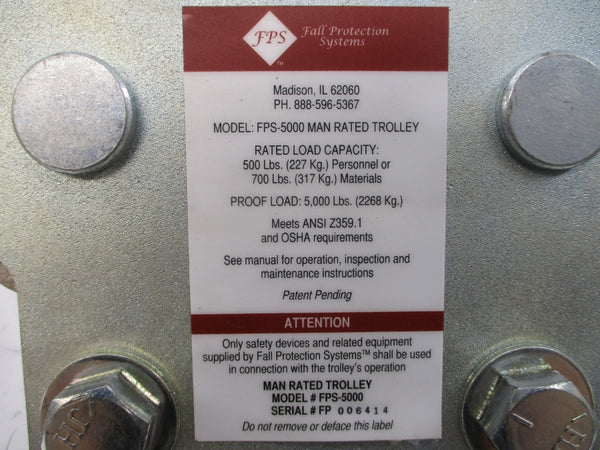 FPS
Fall Protection
Systems
TM
Madison, IL 62060
PH. 888-596-5367
MODEL: FPS-5000 MAN RATED TROLLEY
RATED LOAD CAPACITY:
500 Lbs. (227 Kg.) Personnel or
700 Lbs. (317 Kg.) Materials
PROOF LOAD: 5,000 Lbs. (2268 Kg.)
Meets ANSI Z359.1
and OSHA requirements
See manual for operation, inspection and
maintenance instructions
Patent Pending
ATTENTION
Only safety devices and related equipment
supplied by Fall Protection Systems™ shall be used
in connection with the trolley's operation
MAN RATED TROLLEY
MODEL # FPS-5000
SERIAL # FP 006414
Do not remove or deface this label